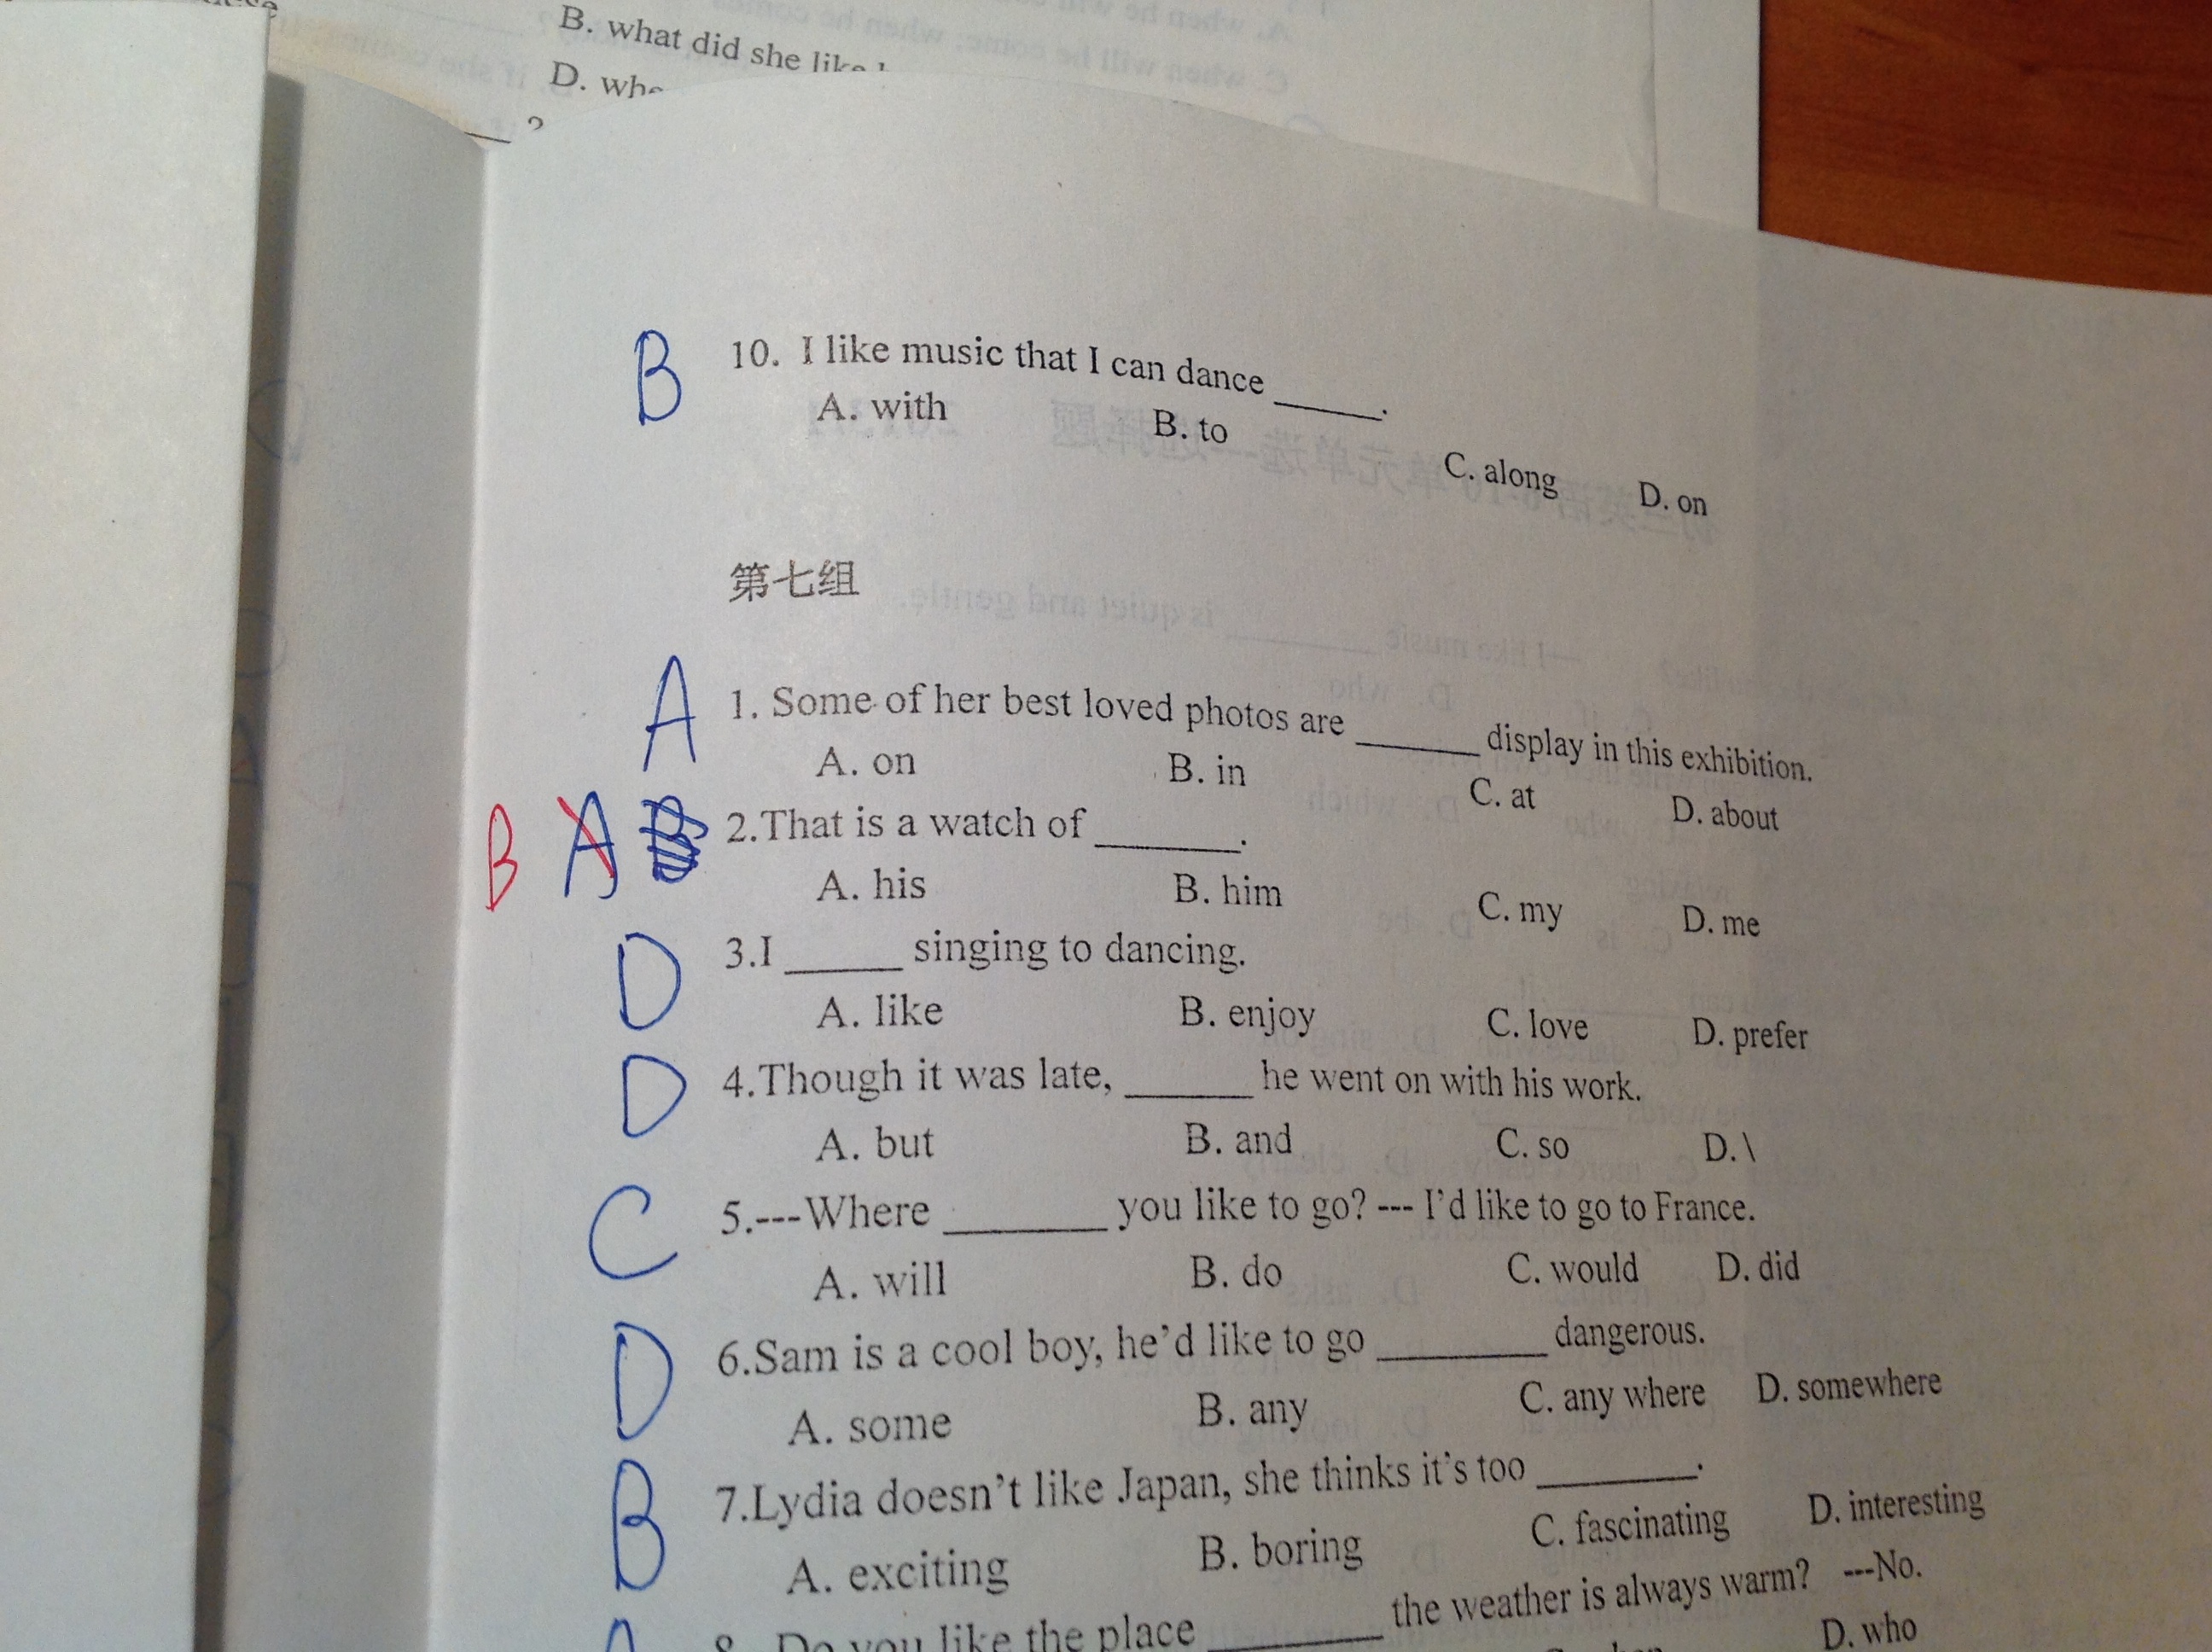 B. what did she like
D.
?
B 10. I like music that I can dance ______.
A. with B. to C. along D. on
第七组
A 1. Some of her best loved photos are ______ display in this exhibition.
A. on B. in C. at D. about
B A B 2.That is a watch of ______.
A. his B. him C. my D. me
D 3.I ______ singing to dancing.
A. like B. enjoy C. love D. prefer
D 4.Though it was late, ______ he went on with his work.
A. but B. and C. so D. \
C 5.---Where ______ you like to go? --- I'd like to go to France.
A. will B. do C. would D. did
D 6.Sam is a cool boy, he'd like to go ______ dangerous.
A. some B. any C. any where D. somewhere
B 7.Lydia doesn't like Japan, she thinks it's too ______.
A. exciting B. boring C. fascinating D. interesting
8. Do you like the place ______ the weather is always warm? ---No.
D. who